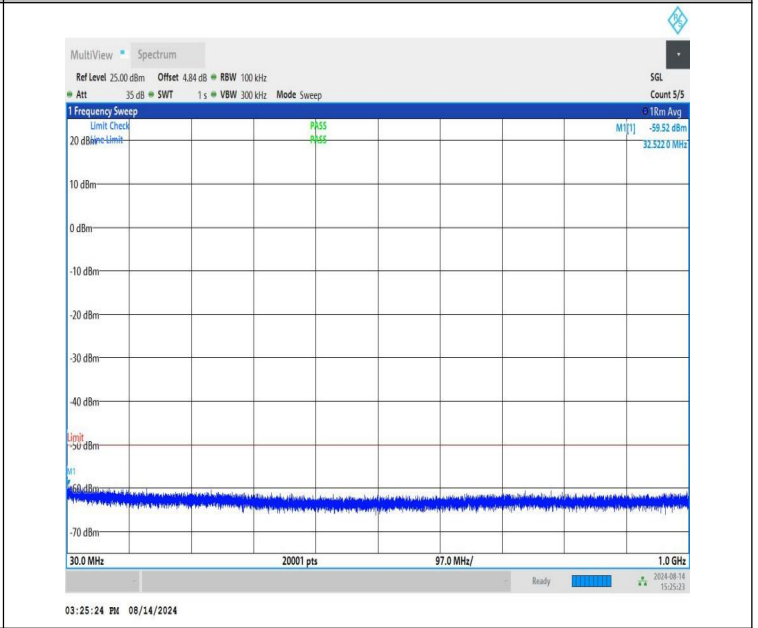 MultiView Spectrum
Ref Level 25.00 dBm Offset 4.84 dB RBW 100 kHz SGL
Att 35 dB SWT 1 s VBW 300 kHz Mode Sweep Count 5/5
1 Frequency Sweep 1Rm Avg
Limit Check PASS M1[1] -59.52 dBm
20 dBm Line Limit PASS 32.522 0 MHz
10 dBm
0 dBm
-10 dBm
-20 dBm
-30 dBm
-40 dBm
Limit
-50 dBm
M1
-60 dBm
-70 dBm
30.0 MHz 20001 pts 97.0 MHz/ 1.0 GHz
Ready 2024-08-14
15:25:23
03:25:24 PM 08/14/2024